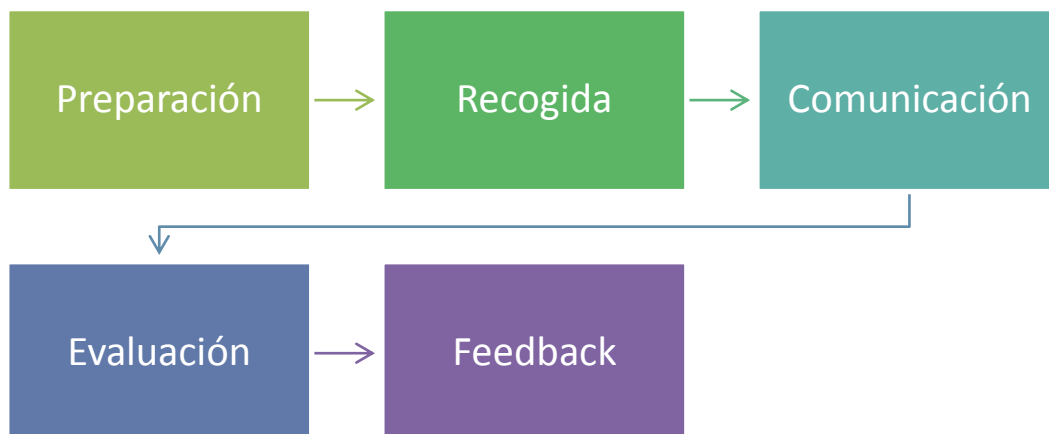 Preparación
Recogida
Comunicación
Evaluación
Feedback